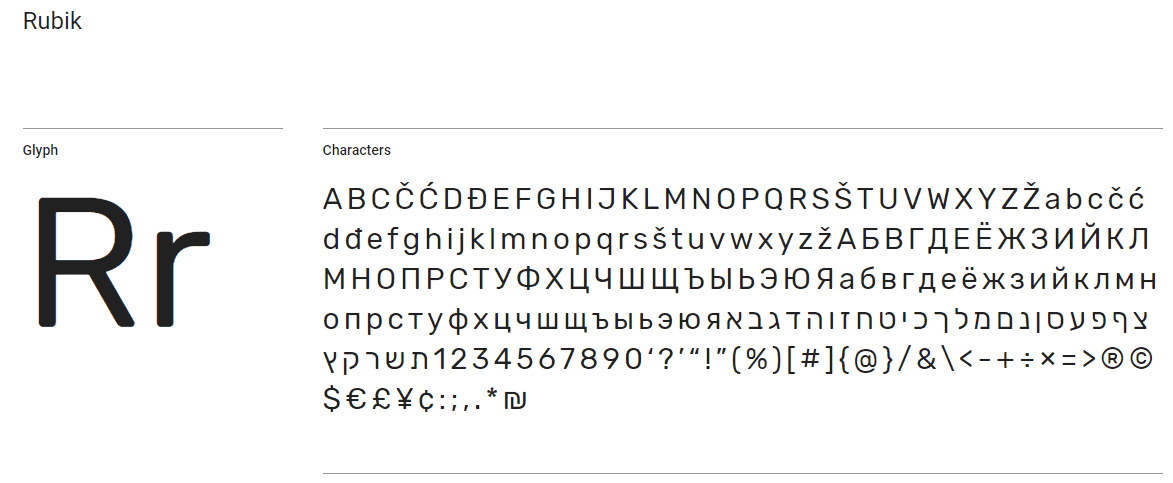 Rubik
Glyph
Rr
Characters
ABCČĆDĐEFGHIJKLMNOPQRSŠTUVWXYZŽabcčć
dđefghijklmnopqrsštuvwxyzžАБВГДЕЁЖЗИЙКЛ
МНОПРСТУФХЦЧШЩЪЫЬЭЮЯабвгдеёжзийклмн
опрстуфхцчшщъыьэюяאבגדהוזחטיכךלמםנןסעפףצ
ץקרשת1234567890‘?’“!”(%)[#]{@}/&\<-+÷×=>®©
$€£¥¢:;,.*₪